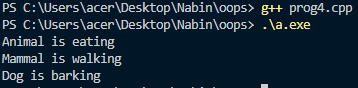 PS C:\Users\acer\Desktop\Nabin\oops> g++ prog4.cpp
PS C:\Users\acer\Desktop\Nabin\oops> .\a.exe
Animal is eating
Mammal is walking
Dog is barking